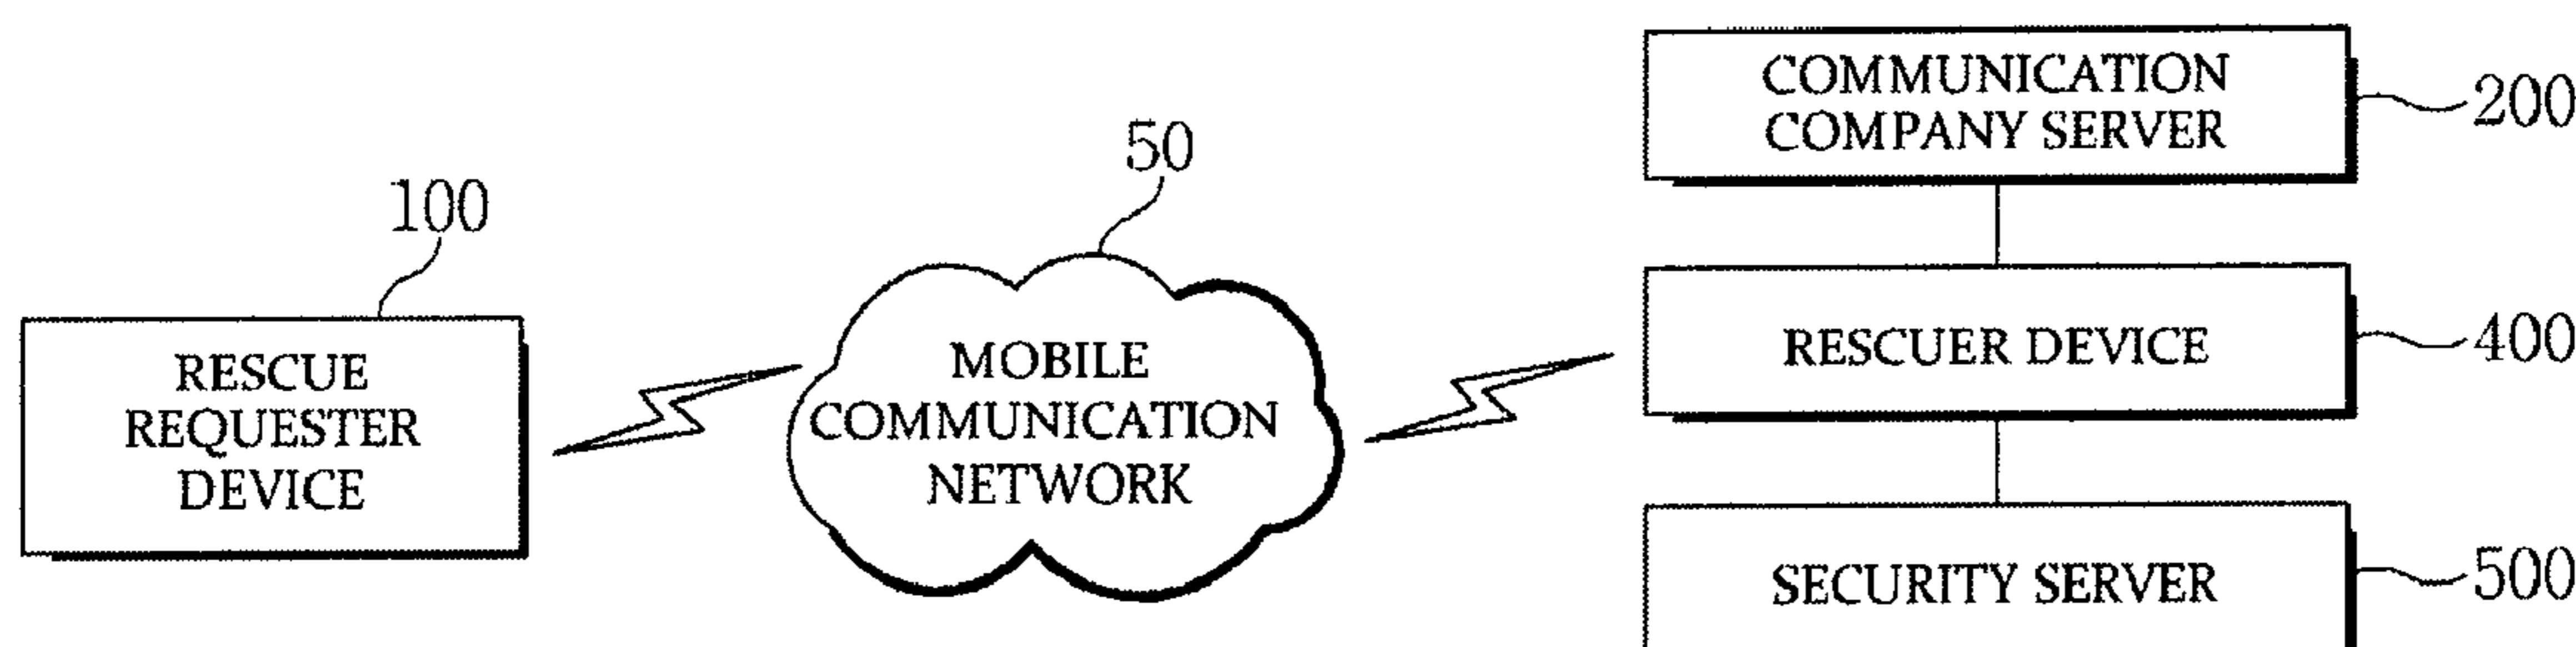 100
RESCUE
REQUESTER
DEVICE
50
MOBILE
COMMUNICATION
NETWORK
COMMUNICATION
COMPANY SERVER
200
RESCUER DEVICE
400
SECURITY SERVER
500